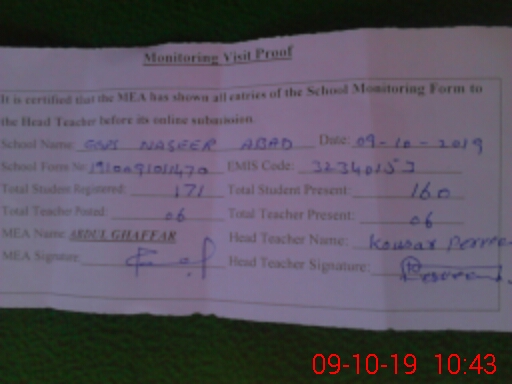 Monitoring Visit Proof
It is certified that the MEA has shown all entries of the School Monitoring Form to
the Head Teacher before its online submission.
School Name: GGPS NASEER ABAD Date: 09-10-2019
School Form № EMIS Code: 32340153
Total Student Registered: 171 Total Student Present: 160
Total Teacher Posted: 06 Total Teacher Present: 06
MEA Name: ABDUL GHAFFAR Head Teacher Name: Kousar
MEA Signature: Head Teacher Signature:
09-10-19 10:43